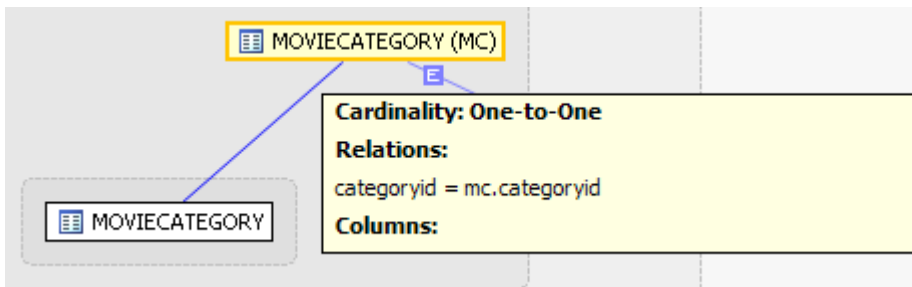 MOVIECATEGORY (MC)
E
Cardinality: One-to-One
Relations:
categoryid = mc.categoryid
MOVIECATEGORY
Columns: